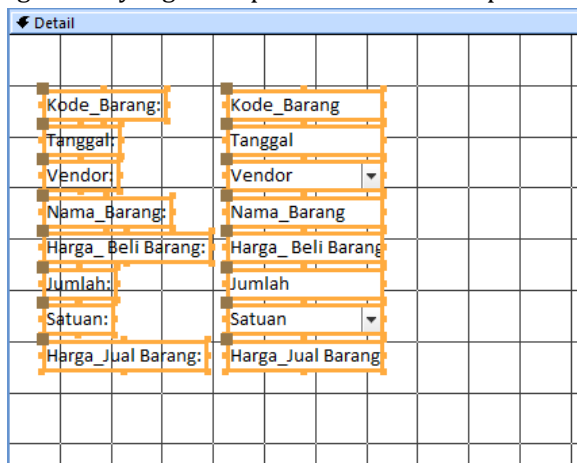 Detail
Kode_Barang: Kode_Barang
Tanggal: Tanggal
Vendor: Vendor
Nama_Barang: Nama_Barang
Harga_ Beli Barang: Harga_ Beli Barang
Jumlah: Jumlah
Satuan: Satuan
Harga_Jual Barang: Harga_Jual Barang